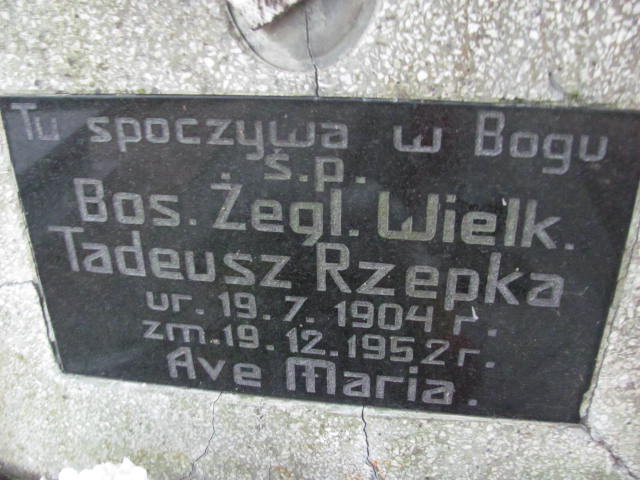 Tu spoczywa w Bogu
ś.p.
Bos. Żegl. Wielk.
Tadeusz Rzepka
ur. 19. 7. 1904 r.
zm. 19. 12. 1952 r.
Ave Maria.